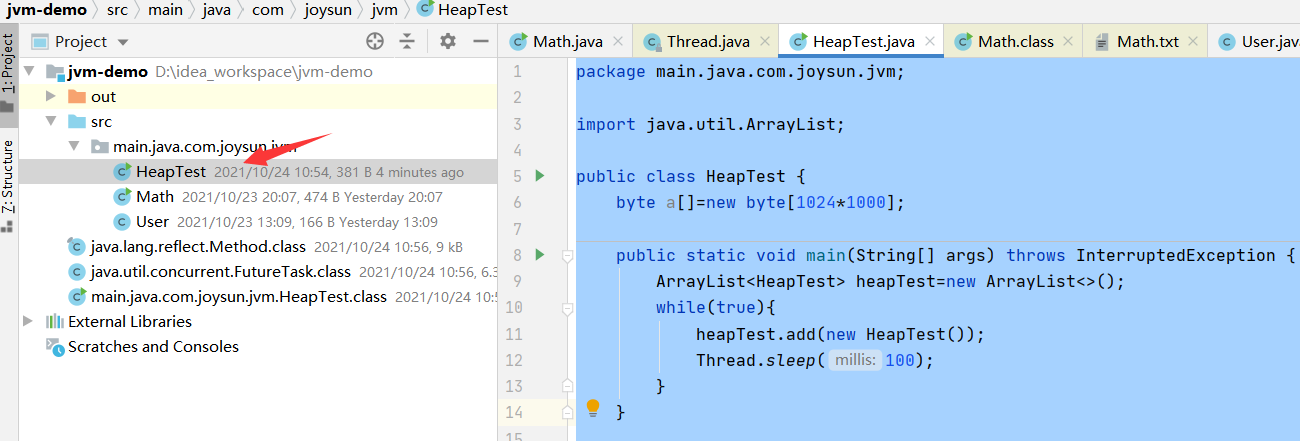 jvm-demo 〉 src 〉 main 〉 java 〉 com 〉 joysun 〉 jvm 〉 HeapTest
1: Project
7: Structure
Project
jvm-demo D:\idea_workspace\jvm-demo
out
src
main.java.com.joysun.jvm
HeapTest 2021/10/24 10:54, 381 B 4 minutes ago
Math 2021/10/23 20:07, 474 B Yesterday 20:07
User 2021/10/23 13:09, 166 B Yesterday 13:09
java.lang.reflect.Method.class 2021/10/24 10:56, 9 kB
java.util.concurrent.FutureTask.class 2021/10/24 10:56, 6.3
main.java.com.joysun.jvm.HeapTest.class 2021/10/24 10:5
External Libraries
Scratches and Consoles
Math.java Thread.java HeapTest.java Math.class Math.txt User.java
1 package main.java.com.joysun.jvm;
2
3 import java.util.ArrayList;
4
5 public class HeapTest {
6 byte a[]=new byte[1024*1000];
7
8 public static void main(String[] args) throws InterruptedException {
9 ArrayList<HeapTest> heapTest=new ArrayList<>();
10 while(true){
11 heapTest.add(new HeapTest());
12 Thread.sleep( millis: 100);
13 }
14 }
15